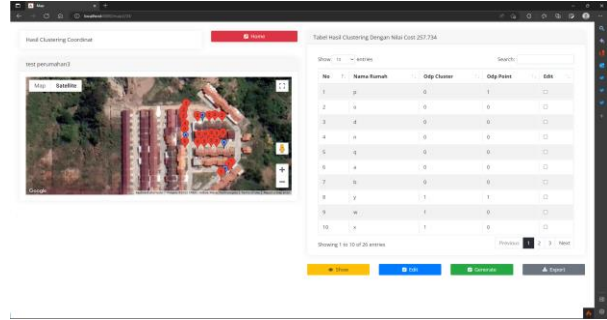 Map
localhost
Hasil Clustering Coordinat
Home
test perumahan3
Map Satellite
Google
Tabel Hasil Clustering Dengan Nilai Cost 257.734
Show 10 entries Search:
No Nama Rumah Odp Cluster Odp Point Edit
1 p 0 1
2 0 0
3 d 0 0
4 n 0 0
5 q 0 0
6 0 0
7 0 0
8 y 1 1
9 w 1 0
10 x 1 0
Showing 1 to 10 of 26 entries
Previous 1 2 3 Next
Show Edit Generate Export